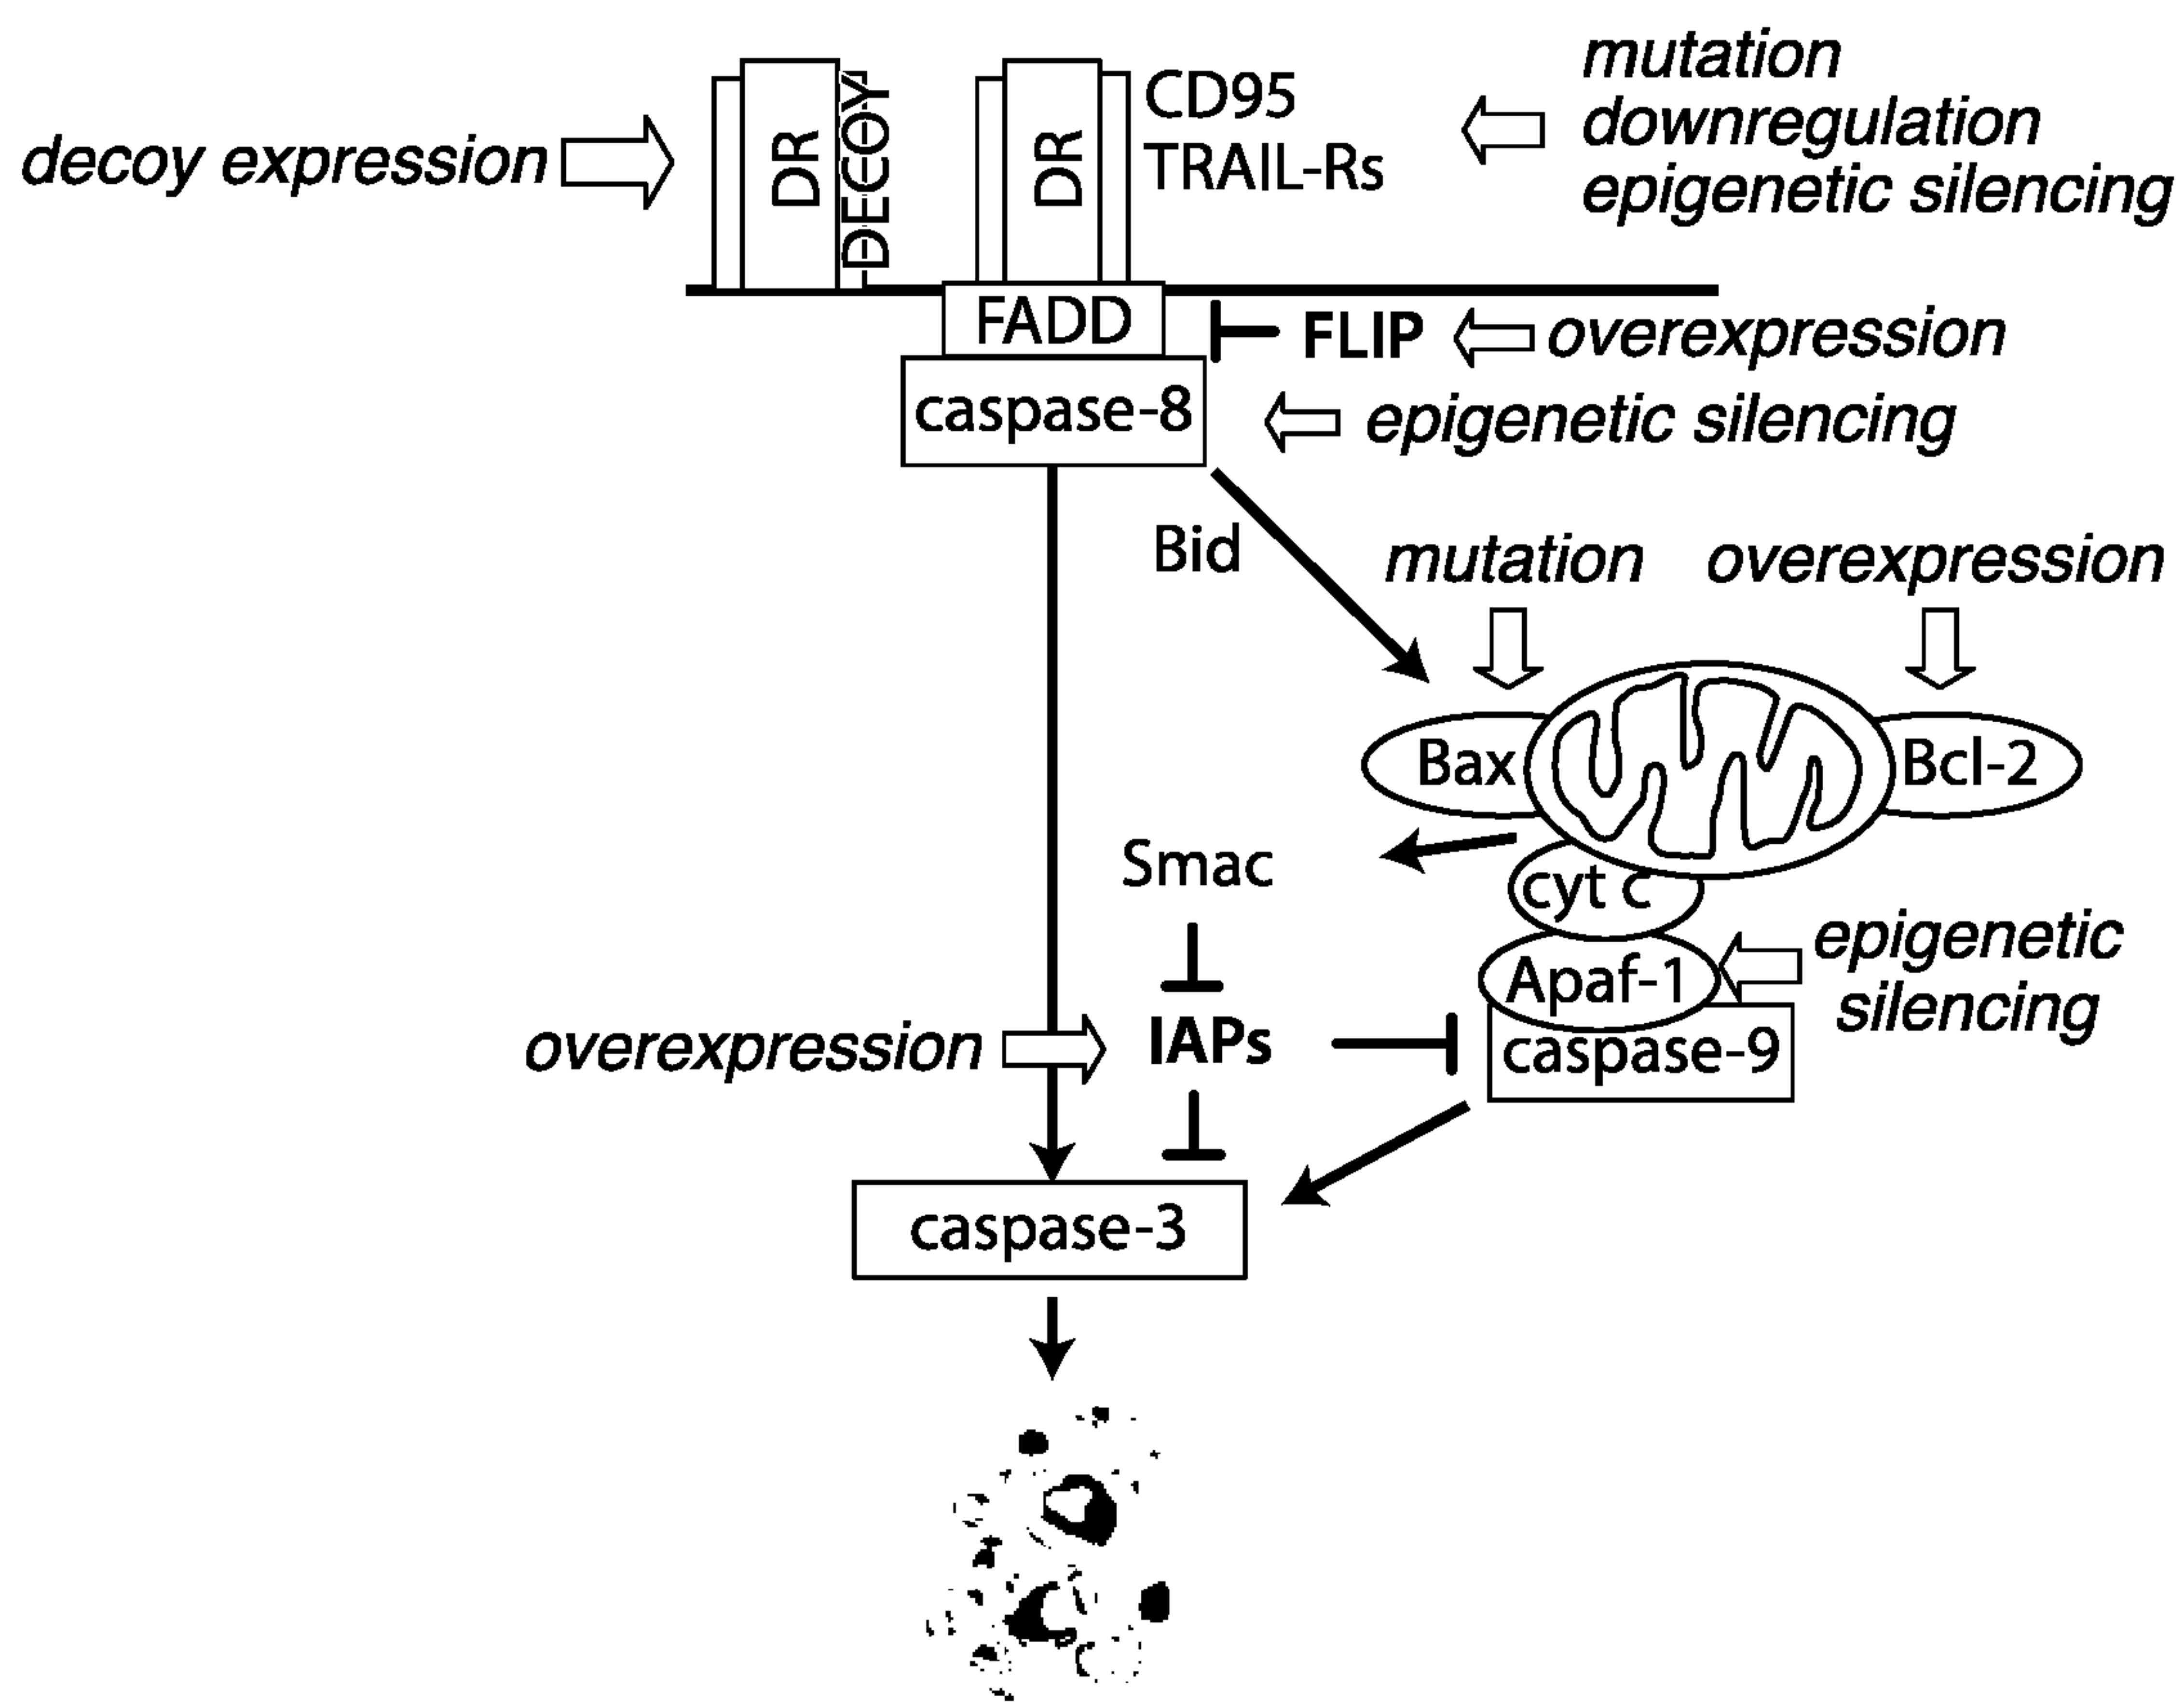 mutation
downregulation
epigenetic silencing
CD95
TRAIL-Rs
decoy expression
DR
DECOY
DR
FADD
FLIP
overexpression
caspase-8
epigenetic silencing
Bid
mutation
overexpression
Bax
Bcl-2
Smac
cyt c
epigenetic
silencing
Apaf-1
overexpression
IAPs
caspase-9
caspase-3